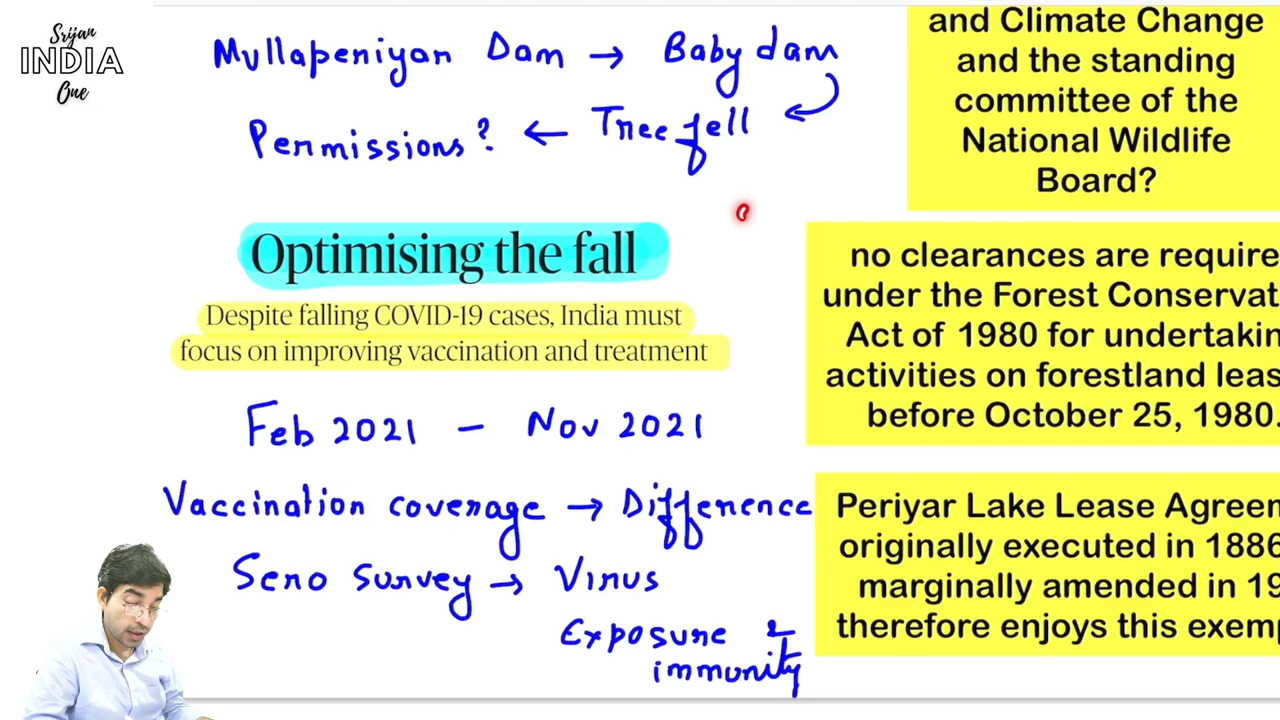 Srijan
INDIA
One
Mullapeniyan Dam → Baby dam
Permissions? ← Tree fell
Optimising the fall
Despite falling COVID-19 cases, India must
focus on improving vaccination and treatment
Feb 2021 - Nov 2021
Vaccination coverage → Difference
Sero survey → Virus
Exposure &
immunity
and Climate Change
and the standing
committee of the
National Wildlife
Board?
no clearances are require
under the Forest Conservat
Act of 1980 for undertakin
activities on forestland leas
before October 25, 1980.
Periyar Lake Lease Agreem
originally executed in 1886
marginally amended in 19
therefore enjoys this exemp